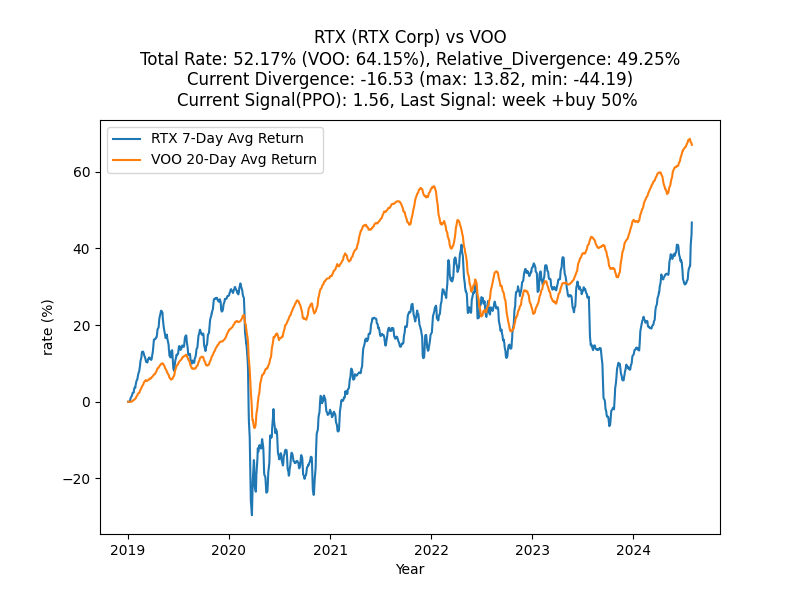 RTX (RTX Corp) vs VOO
Total Rate: 52.17% (VOO: 64.15%), Relative_Divergence: 49.25%
Current Divergence: -16.53 (max: 13.82, min: -44.19)
Current Signal(PPO): 1.56, Last Signal: week +buy 50%
RTX 7-Day Avg Return
VOO 20-Day Avg Return
rate (%)
60
40
20
0
−20
2019 2020 2021 2022 2023 2024
Year